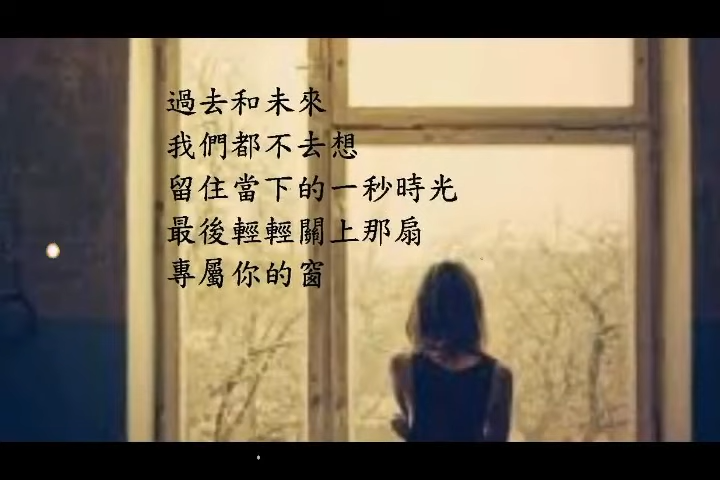 過去和未來
我們都不去想
留住當下的一秒時光
最後輕輕關上那扇
專屬你的窗